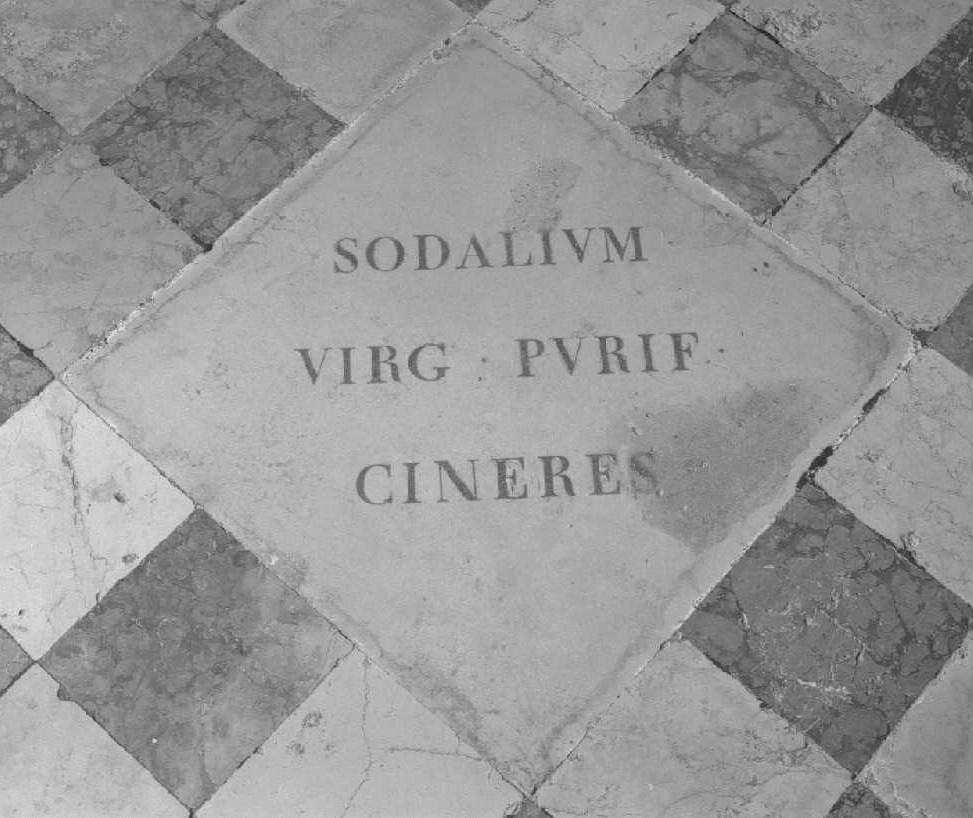 SODALIVM
VIRG · PVRIF ·
CINERES